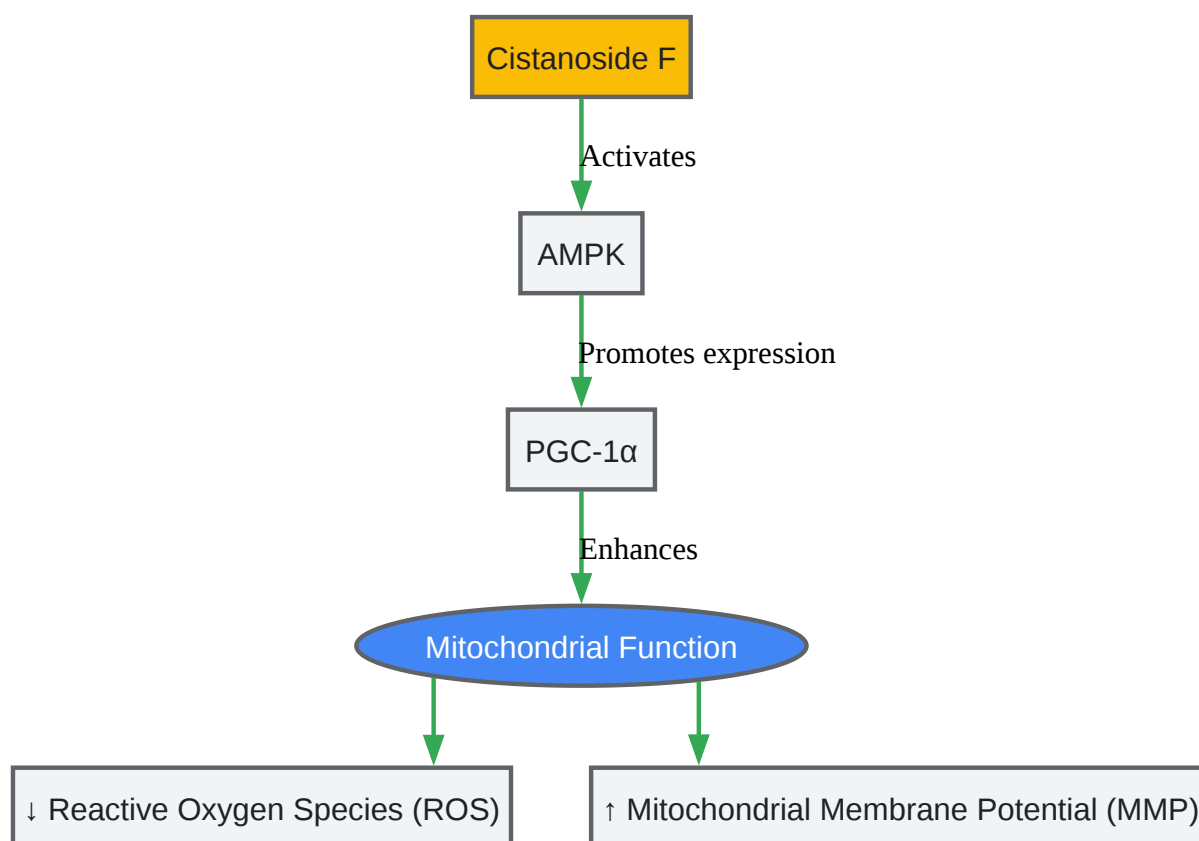 Cistanoside F
Activates
AMPK
Promotes expression
PGC-1α
Enhances
Mitochondrial Function
↓ Reactive Oxygen Species (ROS)
↑ Mitochondrial Membrane Potential (MMP)